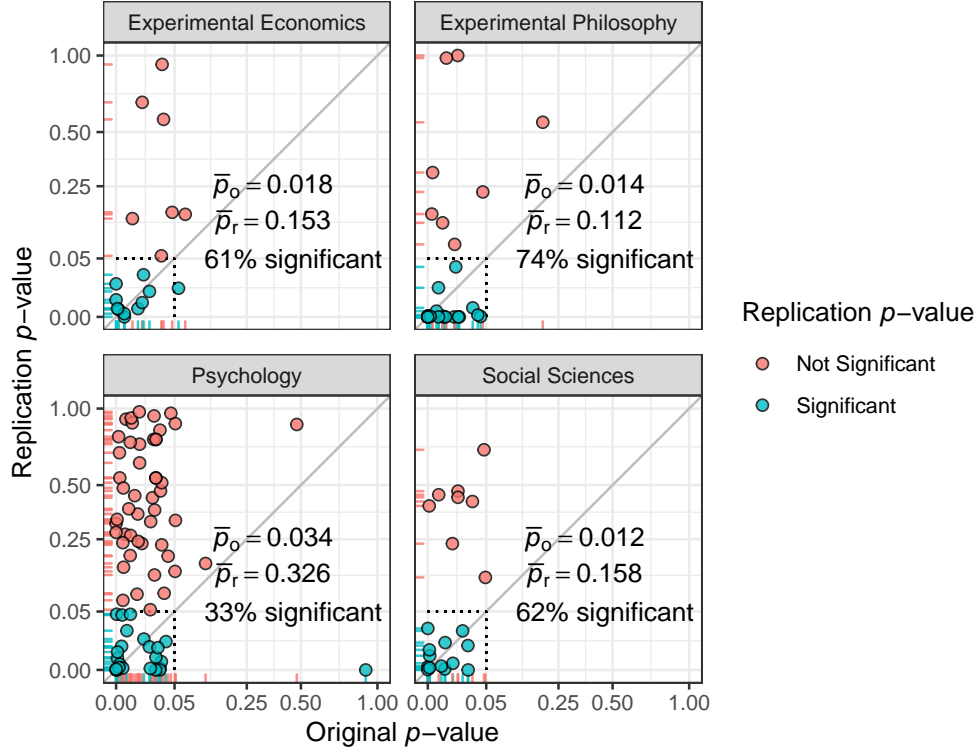 Experimental Economics
Experimental Philosophy
1.00
0.50
0.25
0.05
0.00
p̅o = 0.018
p̅r = 0.153
61% significant
p̅o = 0.014
p̅r = 0.112
74% significant
Psychology
Social Sciences
1.00
0.50
0.25
0.05
0.00
p̅o = 0.034
p̅r = 0.326
33% significant
p̅o = 0.012
p̅r = 0.158
62% significant
0.00 0.05 0.25 0.50 1.00
0.00 0.05 0.25 0.50 1.00
Original p−value
Replication p−value
Replication p−value
Not Significant
Significant